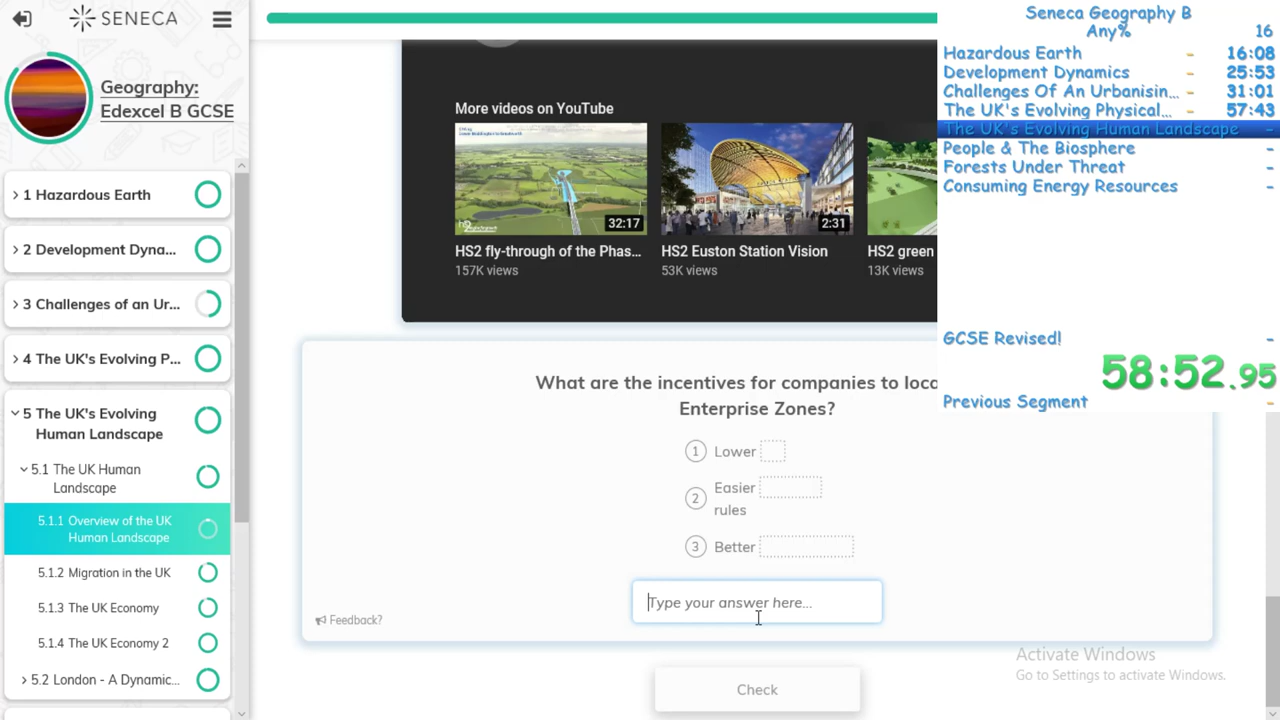 SENECA
Geography:
Edexcel B GCSE
1 Hazardous Earth
2 Development Dyna...
3 Challenges of an Ur...
4 The UK's Evolving P...
5 The UK's Evolving
Human Landscape
5.1 The UK Human
Landscape
5.1.1 Overview of the UK
Human Landscape
5.1.2 Migration in the UK
5.1.3 The UK Economy
5.1.4 The UK Economy 2
5.2 London - A Dynamic...
More videos on YouTube
32:17
2:31
HS2 fly-through of the Phas...
HS2 Euston Station Vision
HS2 green
157K views
53K views
13K views
What are the incentives for companies to loca
Enterprise Zones?
1 Lower
2 Easier
rules
3 Better
Type your answer here...
Feedback?
Check
Seneca Geography B
Any% 16
Hazardous Earth - 16:08
Development Dynamics - 25:53
Challenges Of An Urbanisin... - 31:01
The UK's Evolving Physical... - 57:43
The UK's Evolving Human Landscape -
People & The Biosphere -
Forests Under Threat -
Consuming Energy Resources -
GCSE Revised! -
58:52.95
Previous Segment -
Activate Windows
Go to Settings to activate Windows.